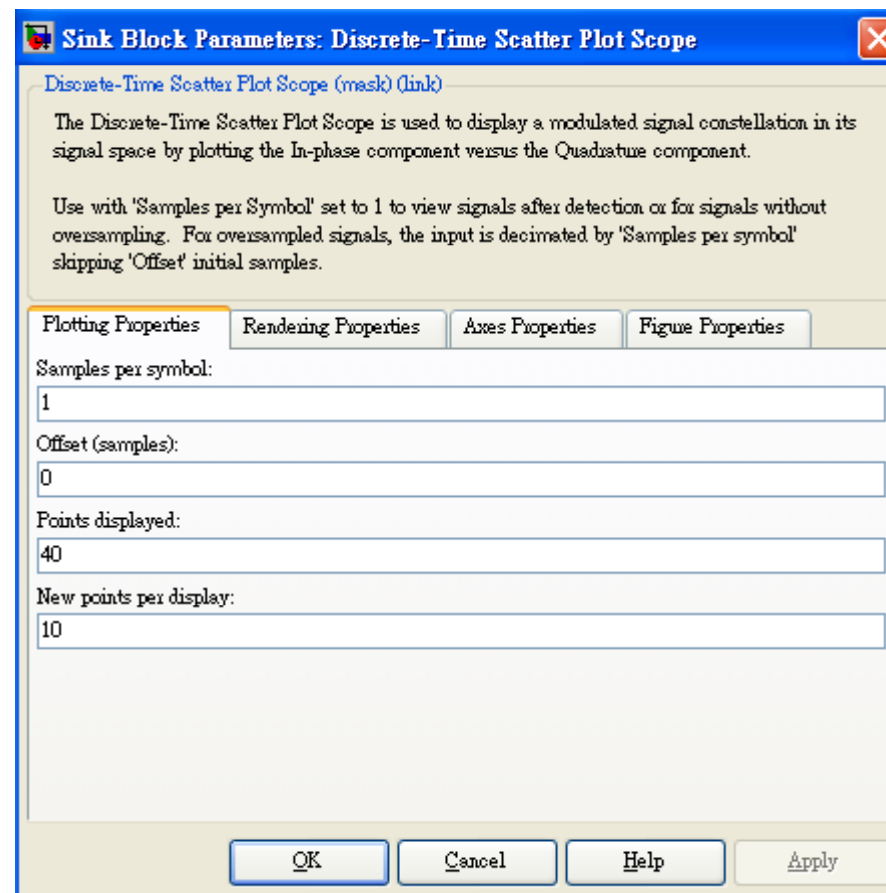 Sink Block Parameters: Discrete-Time Scatter Plot Scope
Discrete-Time Scatter Plot Scope (mask) (link)
The Discrete-Time Scatter Plot Scope is used to display a modulated signal constellation in its
signal space by plotting the In-phase component versus the Quadrature component.
Use with 'Samples per Symbol' set to 1 to view signals after detection or for signals without
oversampling. For oversampled signals, the input is decimated by 'Samples per symbol'
skipping 'Offset' initial samples.
Plotting Properties Rendering Properties Axes Properties Figure Properties
Samples per symbol:
1
Offset (samples):
0
Points displayed:
40
New points per display:
10
OK Cancel Help Apply